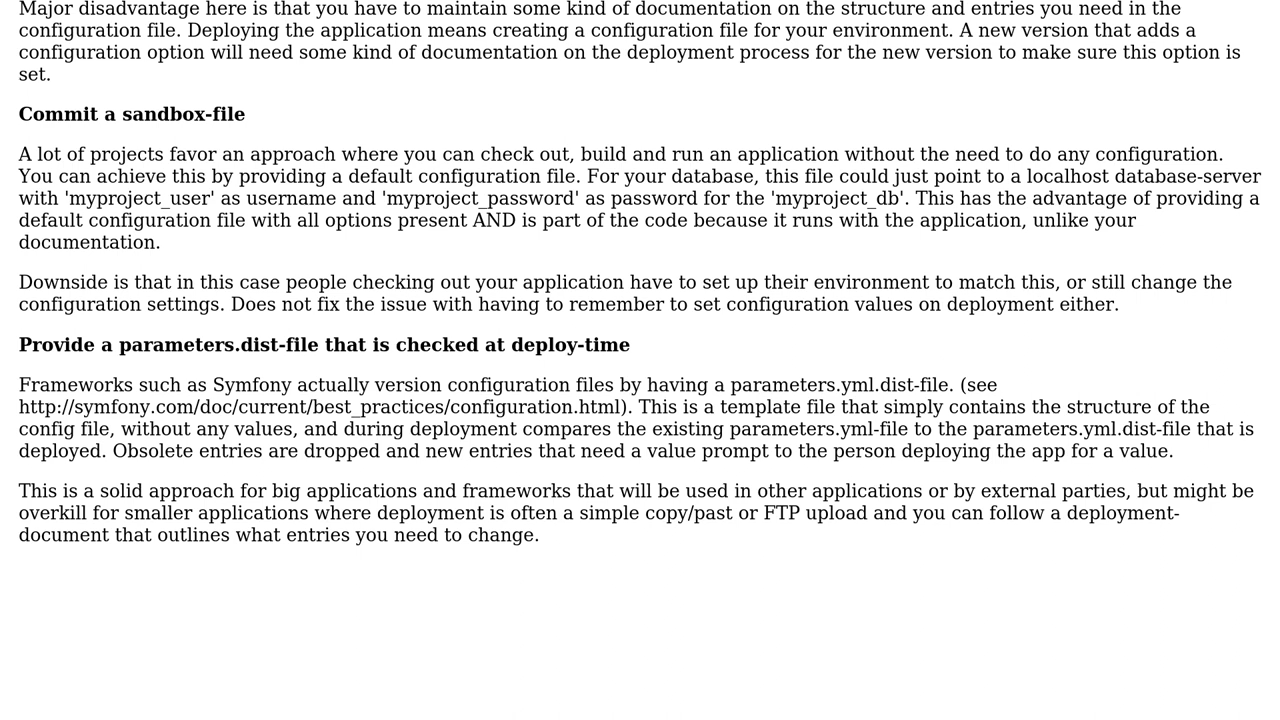 Major disadvantage here is that you have to maintain some kind of documentation on the structure and entries you need in the
configuration file. Deploying the application means creating a configuration file for your environment. A new version that adds a
configuration option will need some kind of documentation on the deployment process for the new version to make sure this option is
set.
Commit a sandbox-file
A lot of projects favor an approach where you can check out, build and run an application without the need to do any configuration.
You can achieve this by providing a default configuration file. For your database, this file could just point to a localhost database-server
with 'myproject_user' as username and 'myproject_password' as password for the 'myproject_db'. This has the advantage of providing a
default configuration file with all options present AND is part of the code because it runs with the application, unlike your
documentation.
Downside is that in this case people checking out your application have to set up their environment to match this, or still change the
configuration settings. Does not fix the issue with having to remember to set configuration values on deployment either.
Provide a parameters.dist-file that is checked at deploy-time
Frameworks such as Symfony actually version configuration files by having a parameters.yml.dist-file. (see
http://symfony.com/doc/current/best_practices/configuration.html). This is a template file that simply contains the structure of the
config file, without any values, and during deployment compares the existing parameters.yml-file to the parameters.yml.dist-file that is
deployed. Obsolete entries are dropped and new entries that need a value prompt to the person deploying the app for a value.
This is a solid approach for big applications and frameworks that will be used in other applications or by external parties, but might be
overkill for smaller applications where deployment is often a simple copy/past or FTP upload and you can follow a deployment-
document that outlines what entries you need to change.